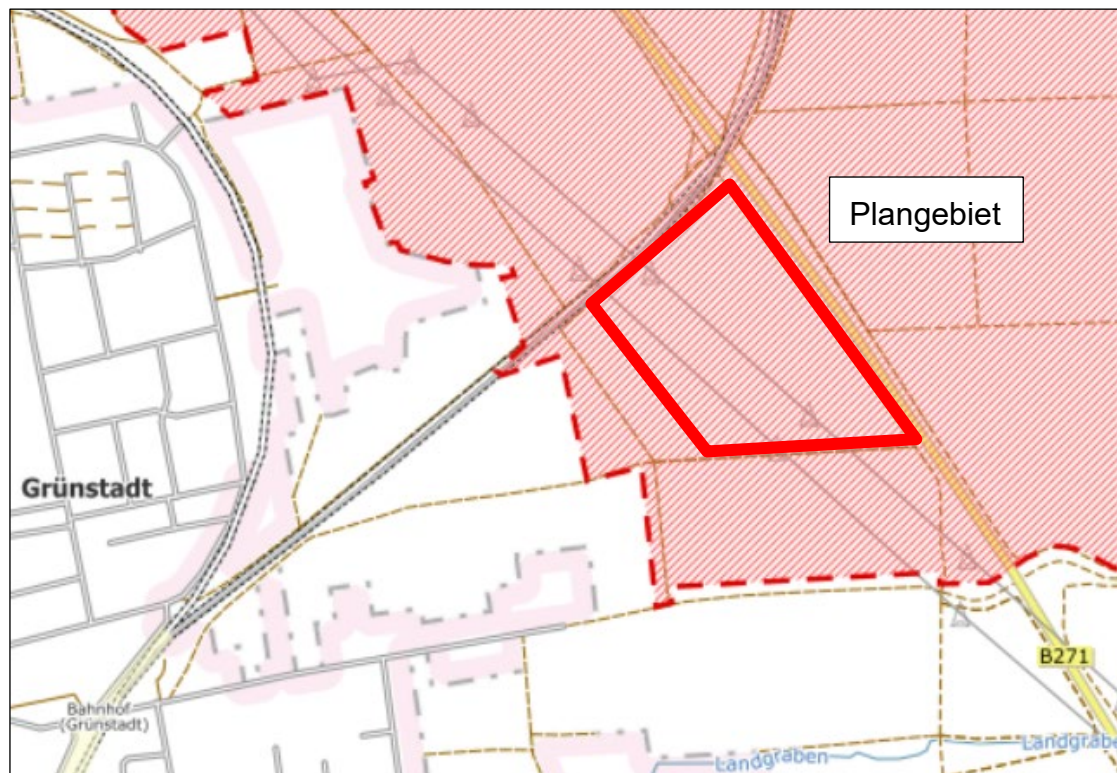 Plangebiet
Grünstadt
B271
Bahnhof
(Grünstadt)
Landgraben
Landgrabe